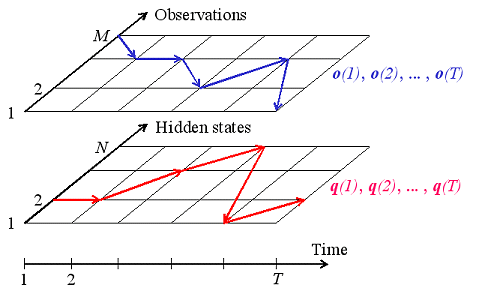 Observations
M
o(1), o(2), ... , o(T)
2
1
Hidden states
N
q(1), q(2), ... , q(T)
2
1
Time
1 2 T